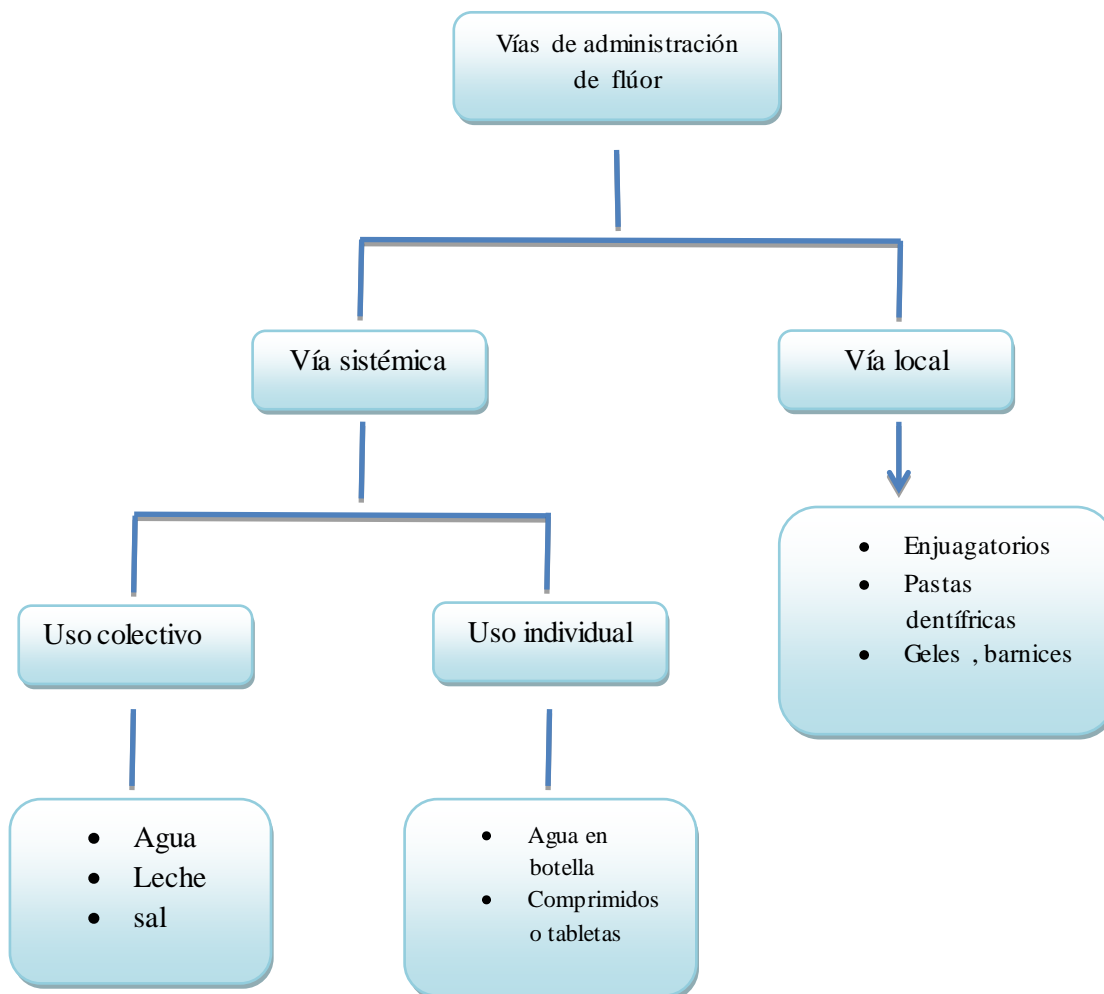 Vías de administración
de flúor
Vía sistémica
Vía local
• Enjuagatorios
• Pastas
dentífricas
• Geles , barnices
Uso colectivo
Uso individual
• Agua
• Leche
• sal
• Agua en
botella
• Comprimidos
o tabletas